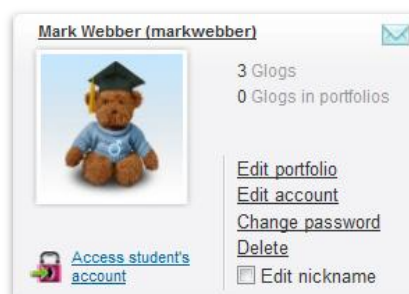 Mark Webber (markwebber)
3 Glogs
0 Glogs in portfolios
Edit portfolio
Edit account
Change password
Delete
Edit nickname
Access student's
account